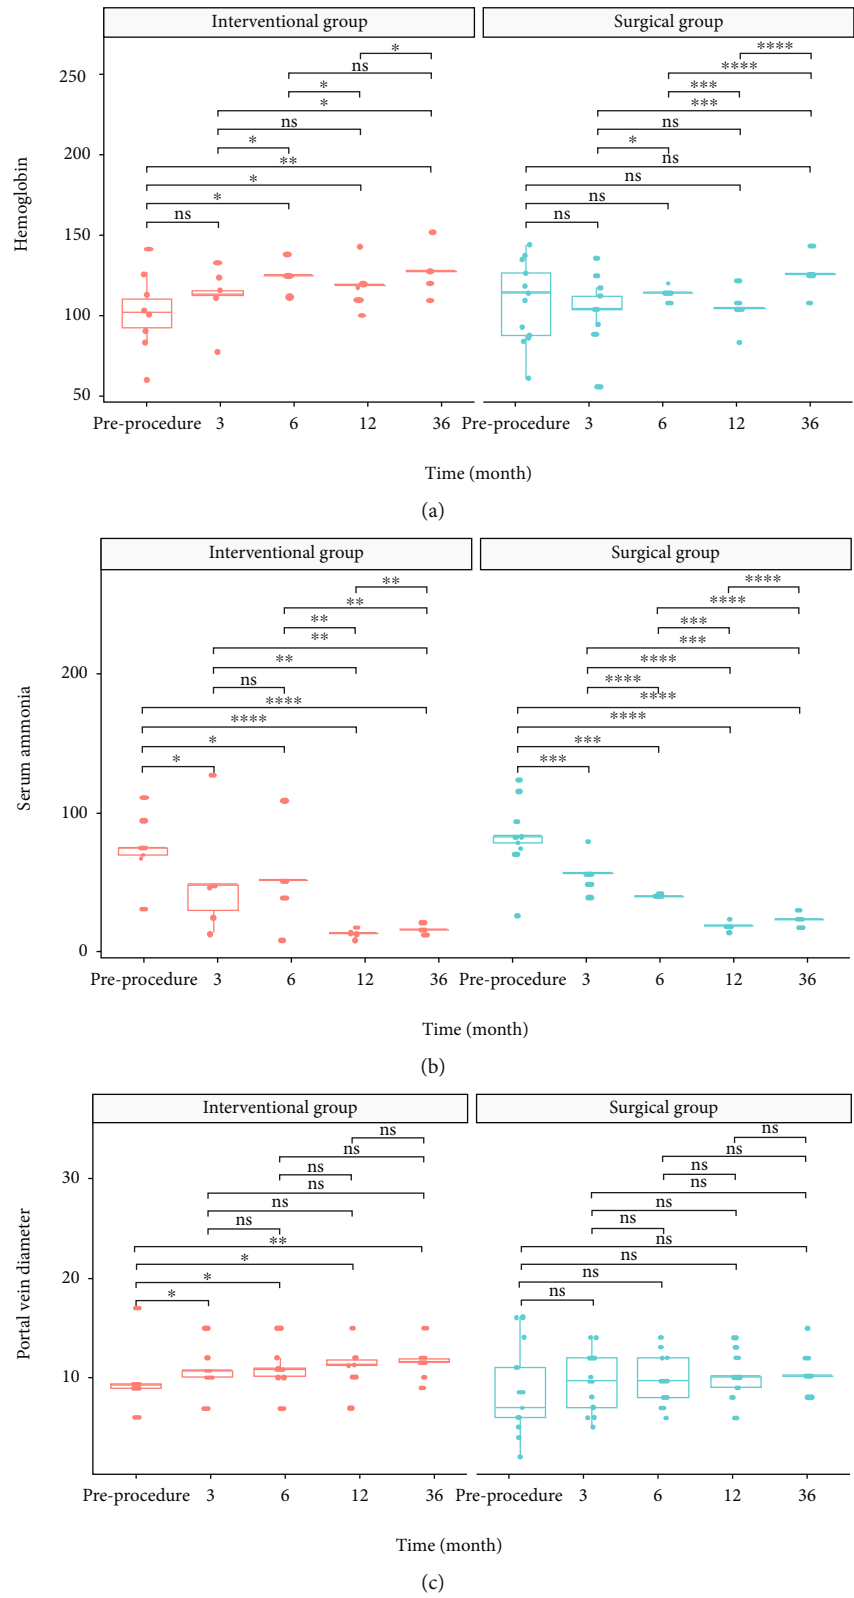 Interventional group Surgical group
* ****
250 ns ****
* ***
* ***
ns ns
200 * *
** ns
* ns
* ns
ns ns
Hemoglobin
150
100
50
Pre-procedure 3 6 12 36 Pre-procedure 3 6 12 36
Time (month)
(a)
Interventional group Surgical group
** ****
** ****
** ***
** ***
** ****
200 ns ****
**** ****
**** ****
* ***
* ***
Serum ammonia
100
0
Pre-procedure 3 6 12 36 Pre-procedure 3 6 12 36
Time (month)
(b)
Interventional group Surgical group
ns ns
ns ns
ns ns
30 ns ns
ns ns
ns ns
** ns
* ns
20 * ns
* ns
Portal vein diameter
10
Pre-procedure 3 6 12 36 Pre-procedure 3 6 12 36
Time (month)
(c)